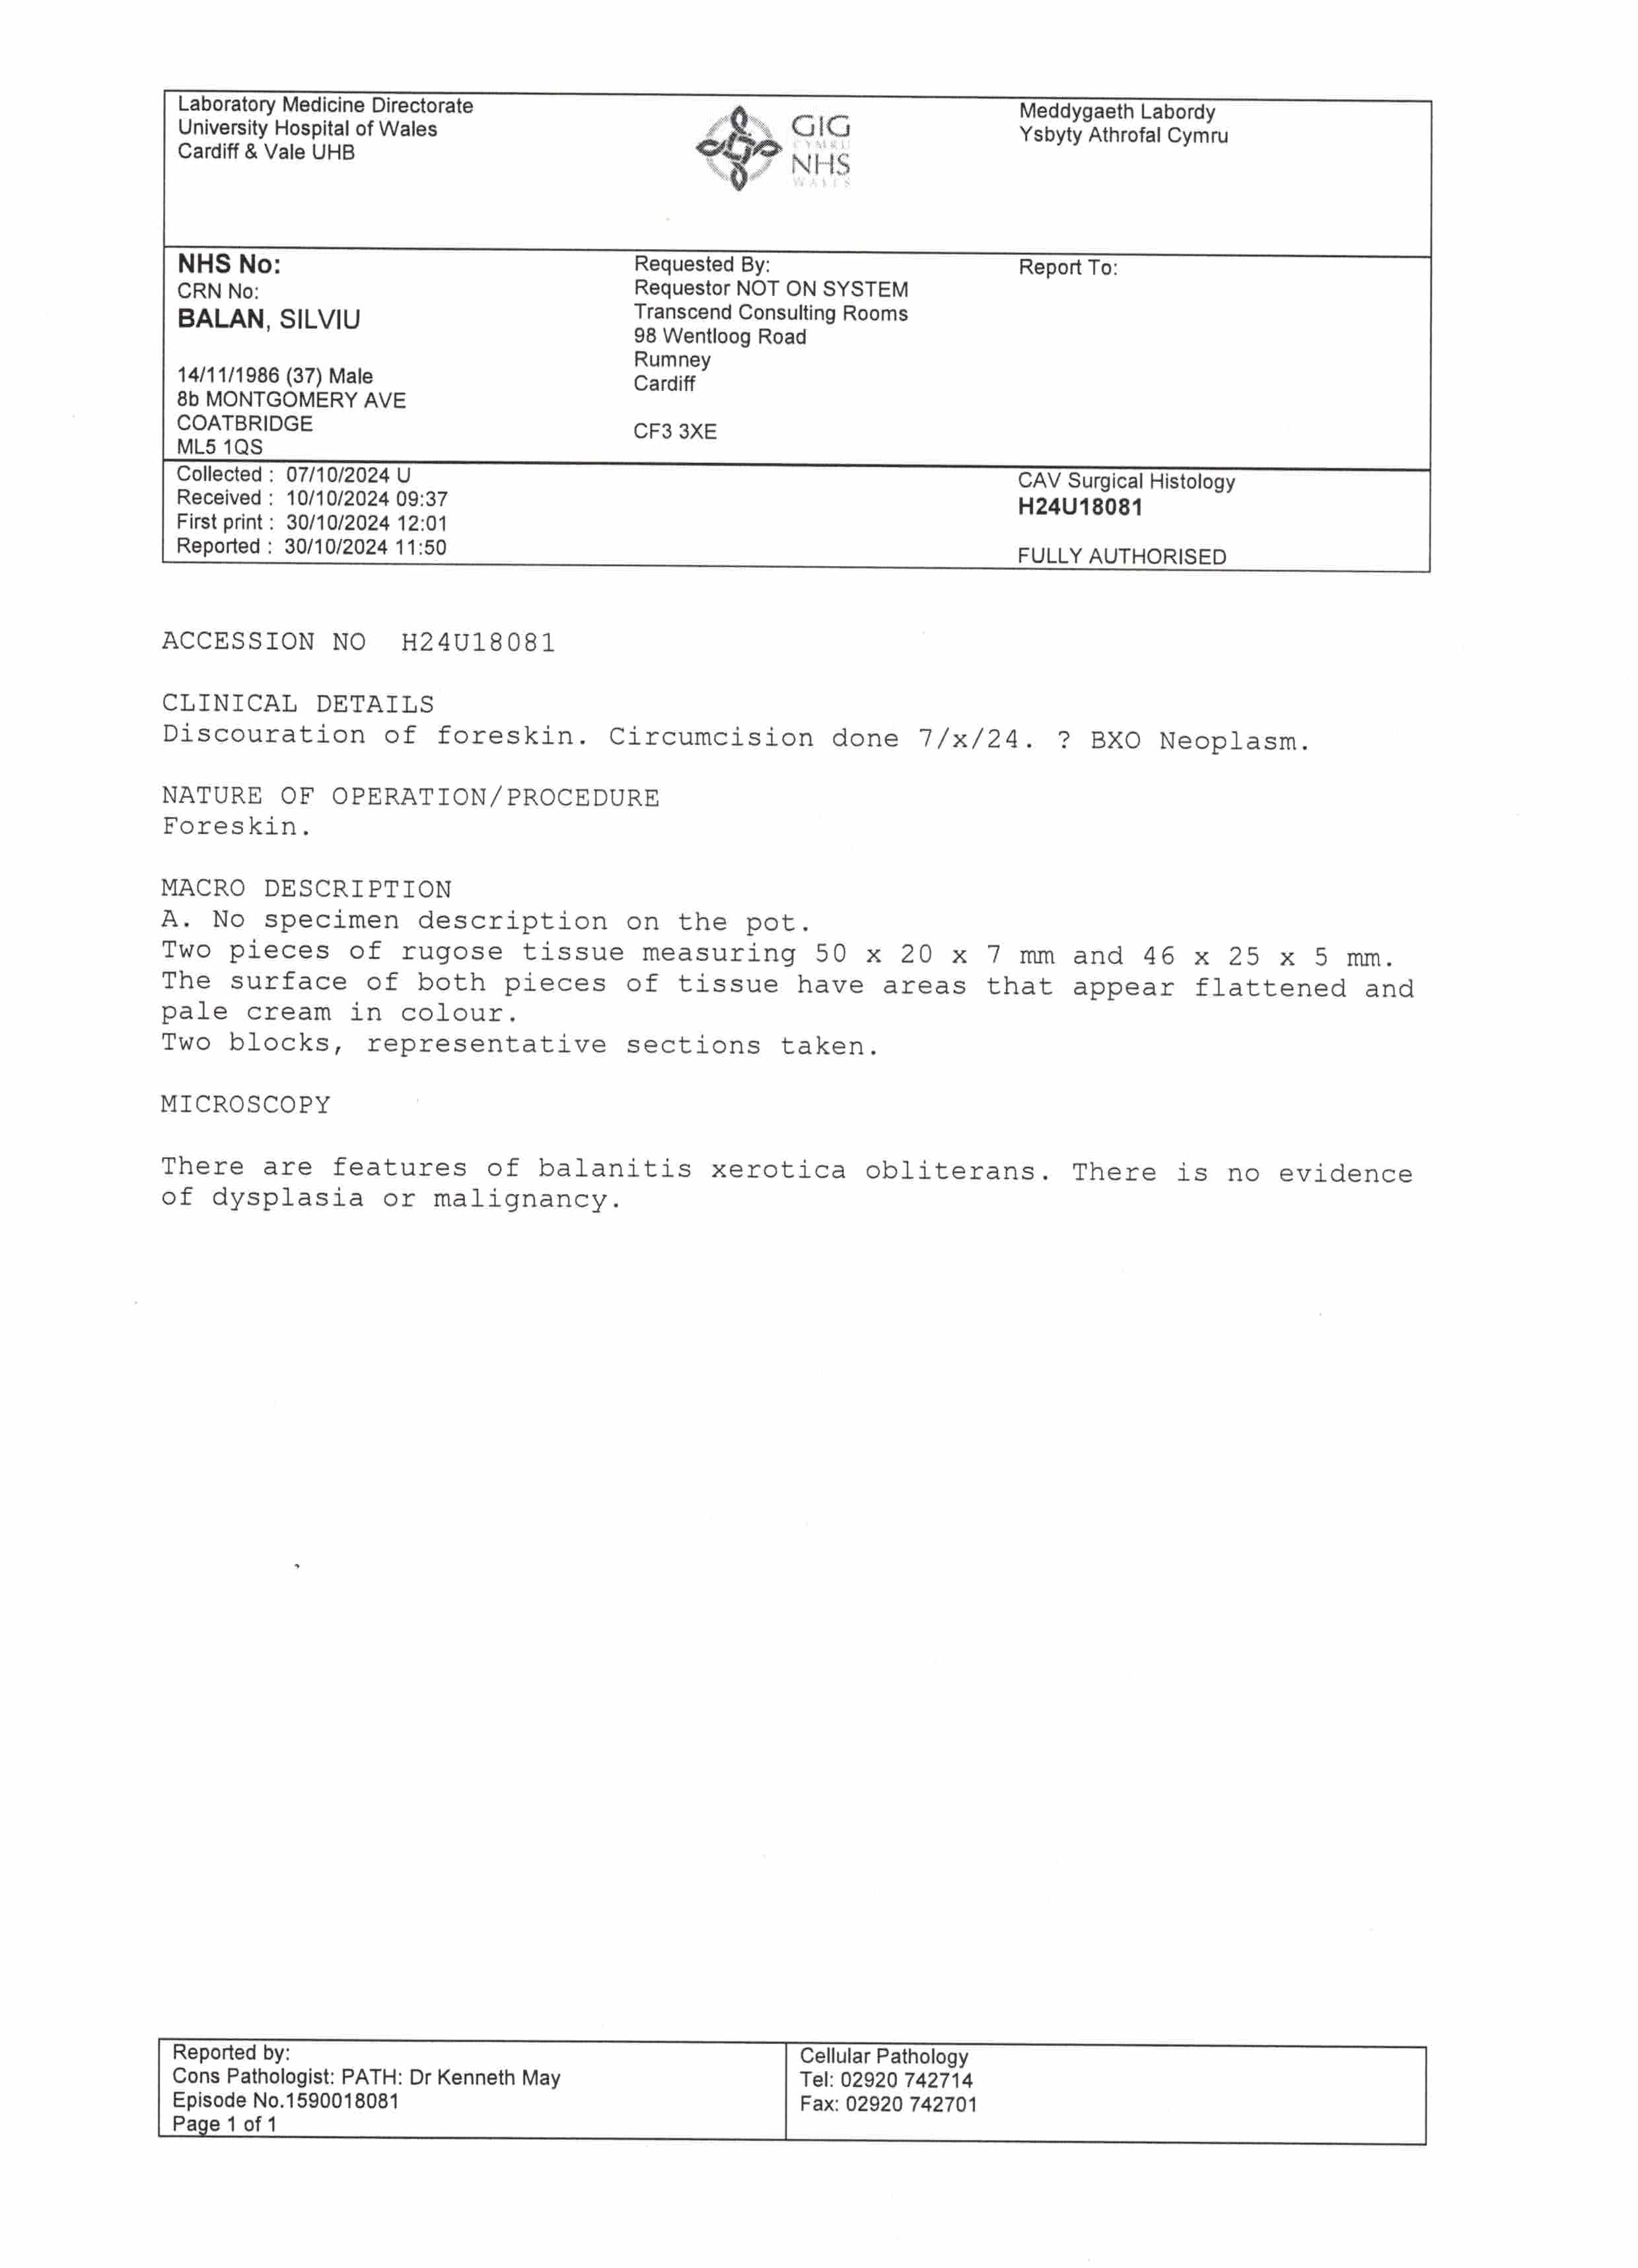 Laboratory Medicine Directorate
University Hospital of Wales
Cardiff & Vale UHB
GIG
CYMRU
NHS
WALES
Meddygaeth Labordy
Ysbyty Athrofal Cymru
NHS No:
CRN No:
BALAN, SILVIU
14/11/1986 (37) Male
8b MONTGOMERY AVE
COATBRIDGE
ML5 1QS
Requested By:
Requestor NOT ON SYSTEM
Transcend Consulting Rooms
98 Wentloog Road
Rumney
Cardiff
CF3 3XE
Report To:
Collected : 07/10/2024 U
Received : 10/10/2024 09:37
First print : 30/10/2024 12:01
Reported : 30/10/2024 11:50
CAV Surgical Histology
H24U18081
FULLY AUTHORISED
ACCESSION NO H24U18081
CLINICAL DETAILS
Discouration of foreskin. Circumcision done 7/x/24. ? BXO Neoplasm.
NATURE OF OPERATION/PROCEDURE
Foreskin.
MACRO DESCRIPTION
A. No specimen description on the pot.
Two pieces of rugose tissue measuring 50 x 20 x 7 mm and 46 x 25 x 5 mm.
The surface of both pieces of tissue have areas that appear flattened and
pale cream in colour.
Two blocks, representative sections taken.
MICROSCOPY
There are features of balanitis xerotica obliterans. There is no evidence
of dysplasia or malignancy.
Reported by:
Cons Pathologist: PATH: Dr Kenneth May
Episode No.1590018081
Page 1 of 1
Cellular Pathology
Tel: 02920 742714
Fax: 02920 742701